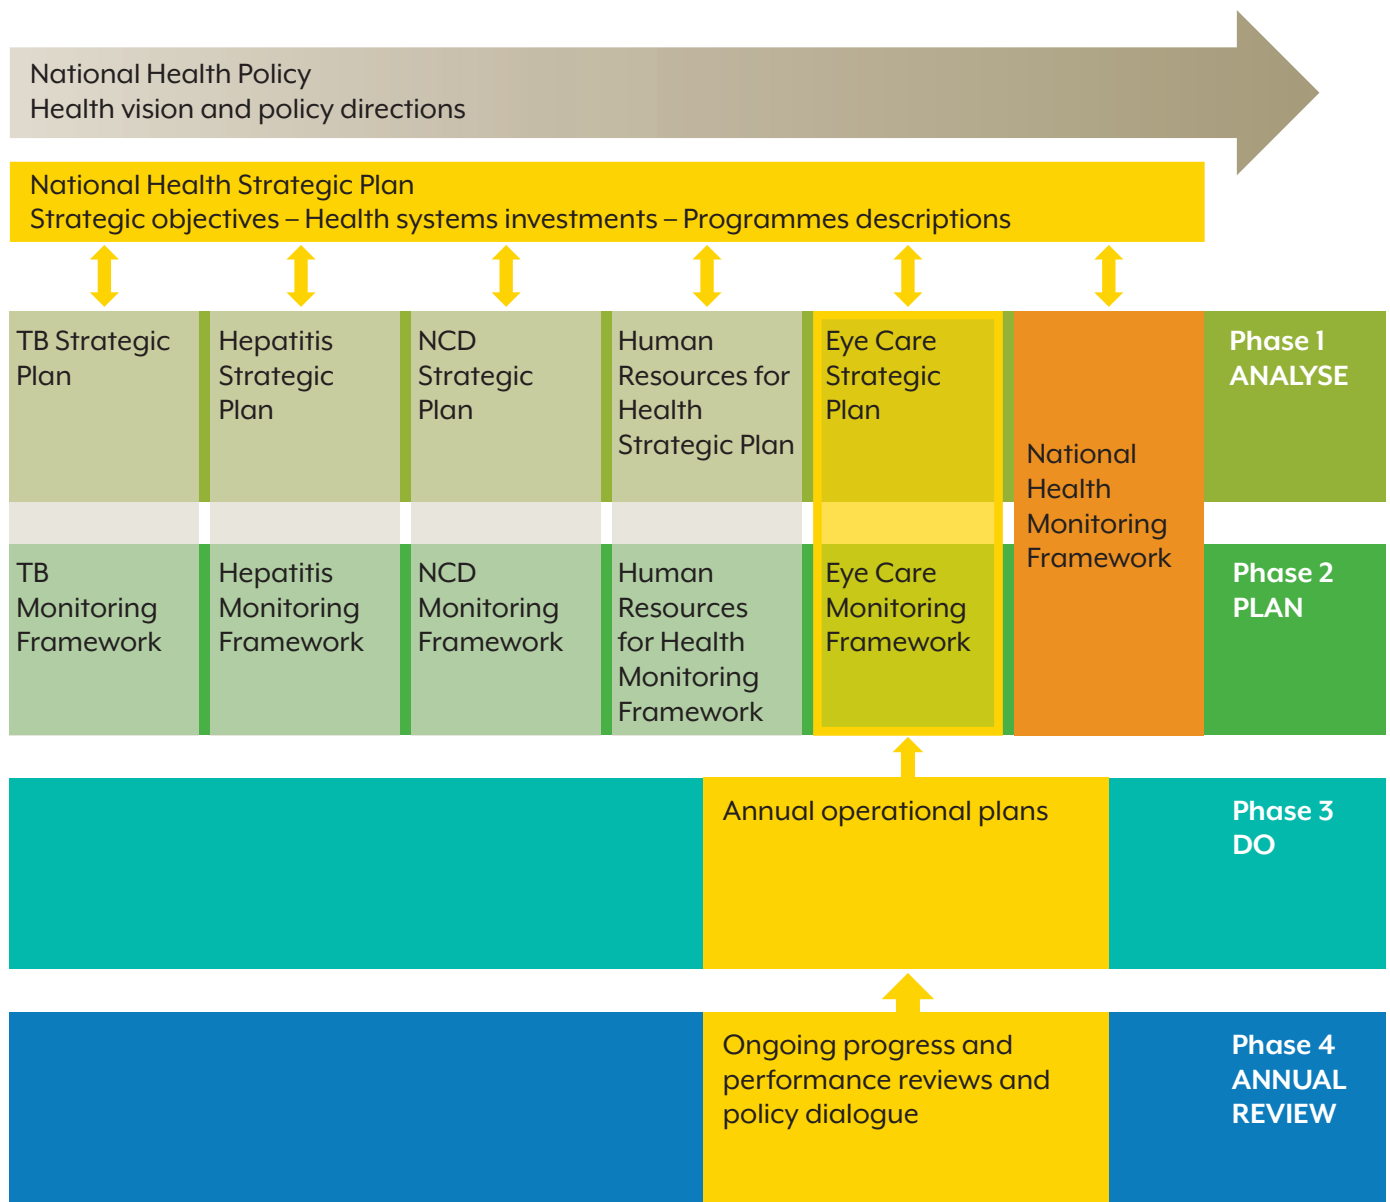 National Health Policy
Health vision and policy directions
National Health Strategic Plan
Strategic objectives – Health systems investments – Programmes descriptions
TB Strategic
Plan
Hepatitis
Strategic
Plan
NCD
Strategic
Plan
Human
Resources for
Health
Strategic Plan
Eye Care
Strategic
Plan
National
Health
Monitoring
Framework
Phase 1
ANALYSE
TB
Monitoring
Framework
Hepatitis
Monitoring
Framework
NCD
Monitoring
Framework
Human
Resources
for Health
Monitoring
Framework
Eye Care
Monitoring
Framework
Phase 2
PLAN
Annual operational plans
Phase 3
DO
Ongoing progress and
performance reviews and
policy dialogue
Phase 4
ANNUAL
REVIEW